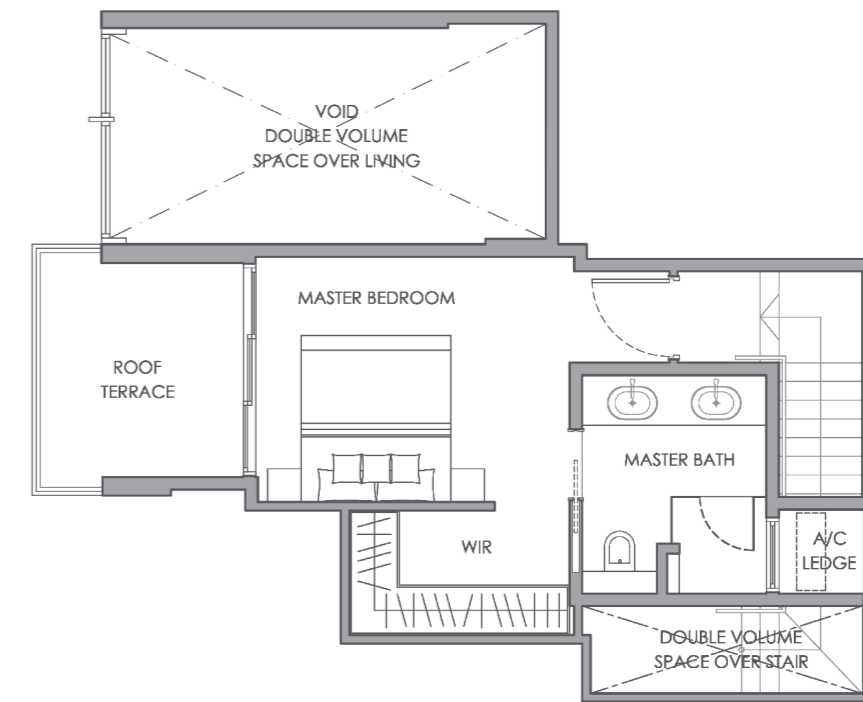 VOID
DOUBLE VOLUME
SPACE OVER LIVING
MASTER BEDROOM
ROOF
TERRACE
MASTER BATH
WIR
A/C
LEDGE
DOUBLE VOLUME
SPACE OVER STAIR